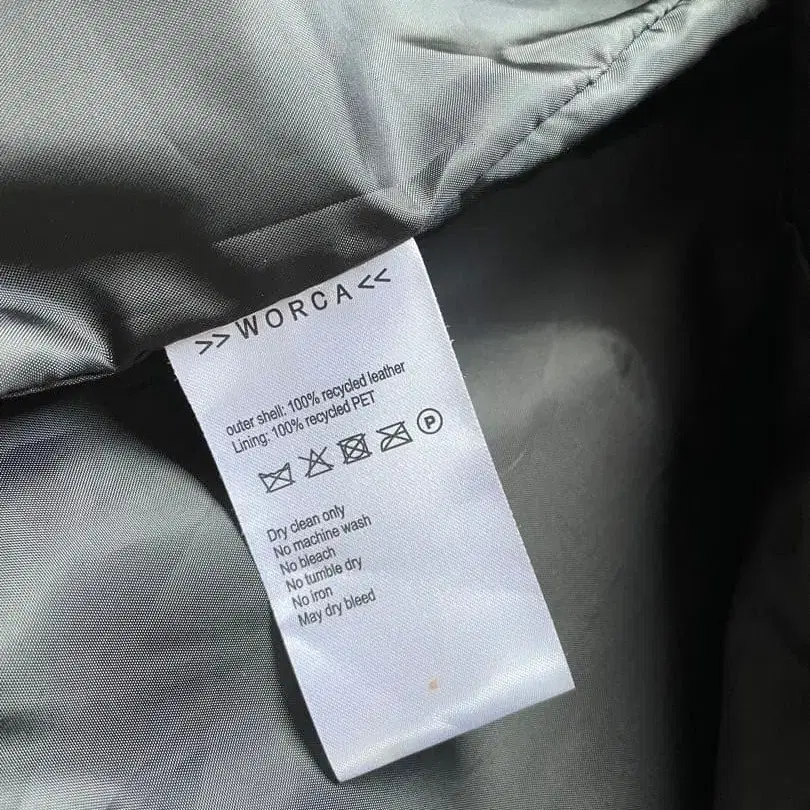 >>WORCA<<
outer shell: 100% recycled leather
Lining: 100% recycled PET
P
Dry clean only
No machine wash
No bleach
No tumble dry
No iron
May dry bleed